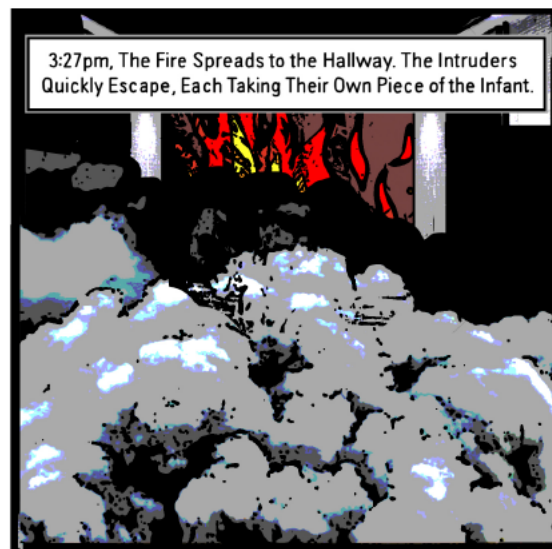 3:27pm, The Fire Spreads to the Hallway. The Intruders
Quickly Escape, Each Taking Their Own Piece of the Infant.